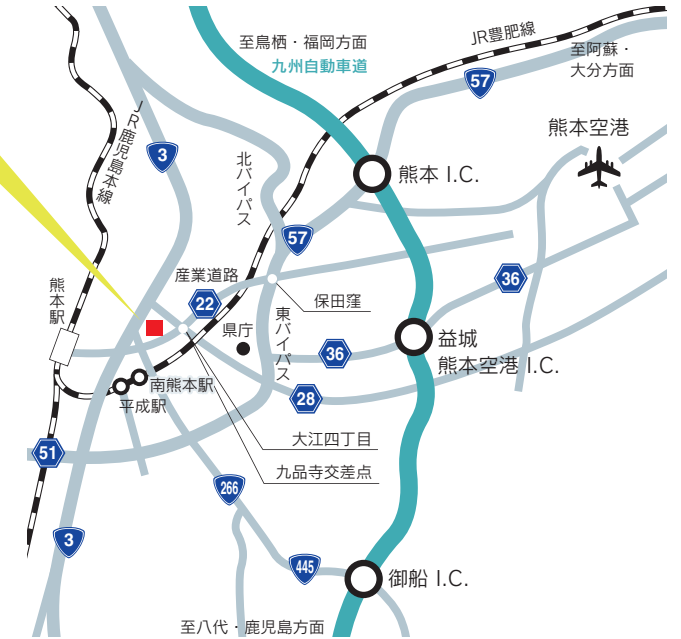 至鳥栖・福岡方面
九州自動車道
JR豊肥線
至阿蘇・
大分方面
57
熊本空港
JR鹿児島本線
3
北バイパス
熊本 I.C.
57
産業道路
36
熊本駅
22
保田窪
県庁
東バイパス
36
益城
熊本空港 I.C.
南熊本駅
平成駅
28
大江四丁目
51
九品寺交差点
266
3
445
御船 I.C.
至八代・鹿児島方面